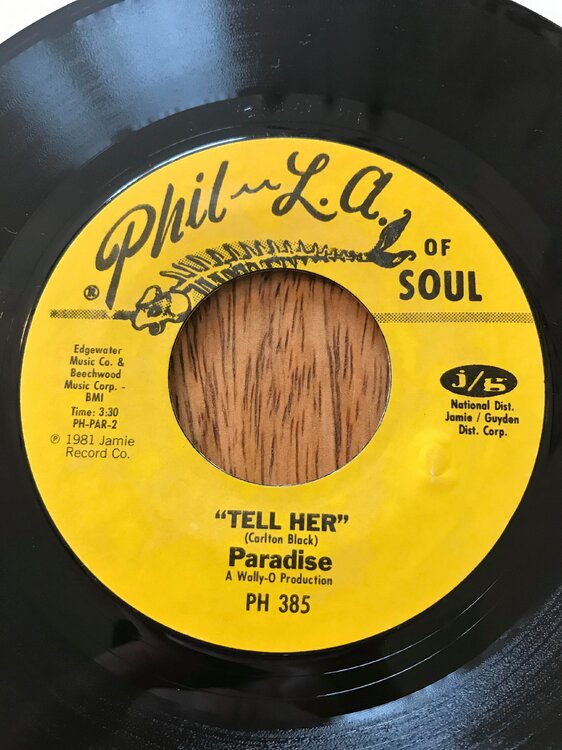 Phil-L.A.
OF
SOUL
®
Edgewater
Music Co. &
Beechwood
Music Corp. -
BMI
Time: 3:30
PH-PAR-2
℗ 1981 Jamie
Record Co.
j/g
National Dist.
Jamie / Guyden
Dist. Corp.
"TELL HER"
(Carlton Black)
Paradise
A Wally-O Production
PH 385